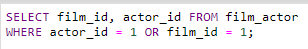 SELECT film_id, actor_id FROM film_actor
WHERE actor_id = 1 OR film_id = 1;